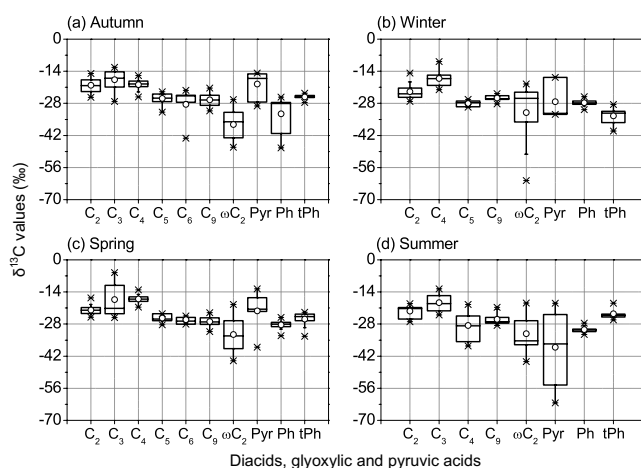 (a) Autumn
(b) Winter
0
-14
-28
-42
-56
-70
0
-14
-28
-42
-56
-70
C2 C3 C4 C5 C6 C9 ωC2 Pyr Ph tPh
C2 C4 C5 C9 ωC2 Pyr Ph tPh
δ13C values (‰)
(c) Spring
(d) Summer
0
-14
-28
-42
-56
-70
0
-14
-28
-42
-56
-70
C2 C3 C4 C5 C6 C9 ωC2 Pyr Ph tPh
C2 C3 C4 C9 ωC2 Pyr Ph tPh
Diacids, glyoxylic and pyruvic acids